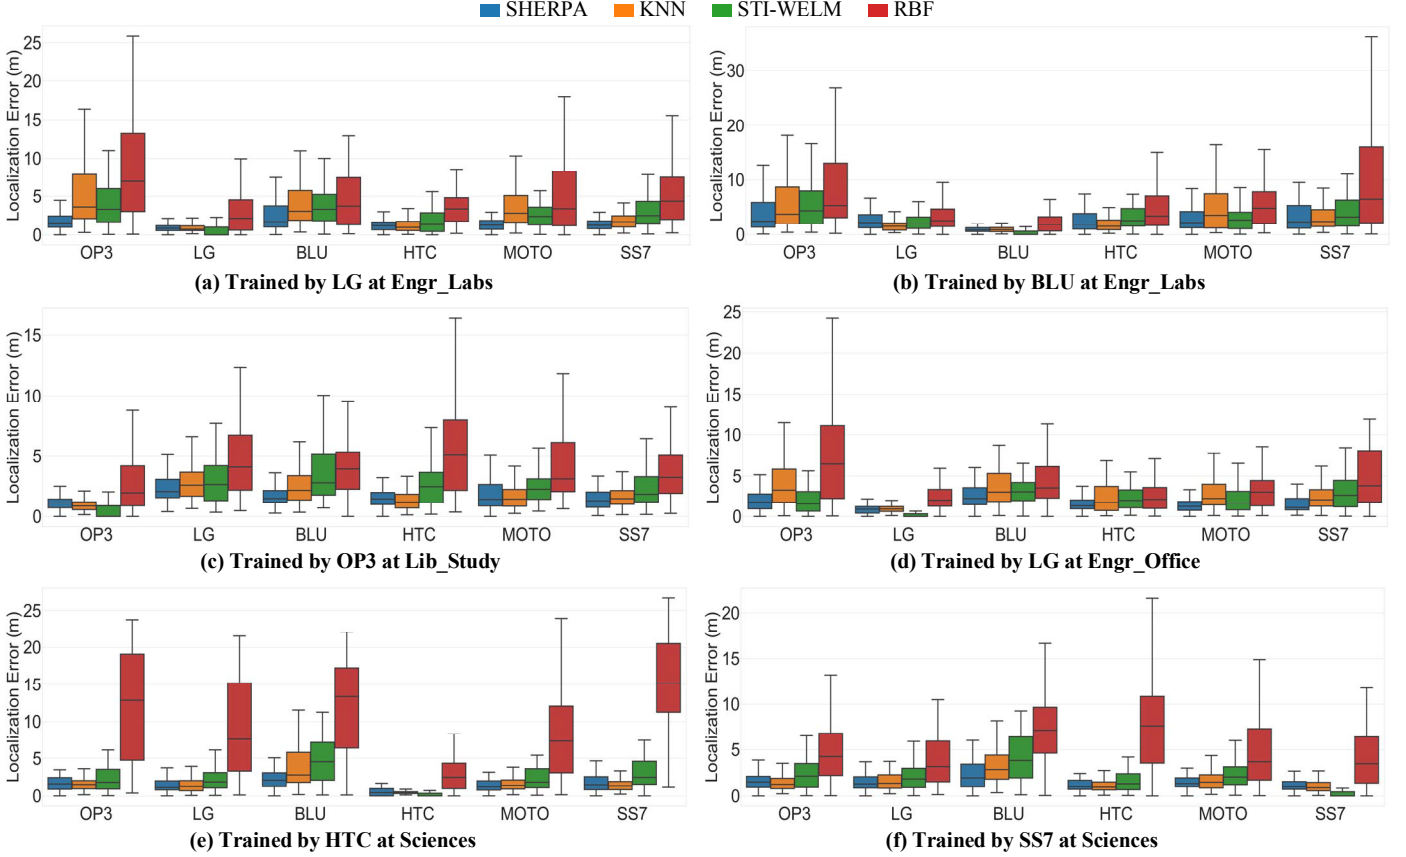 SHERPA KNN STI-WELM RBF
Localization Error (m)
25
20
15
10
5
0
OP3 LG BLU HTC MOTO SS7
(a) Trained by LG at Engr_Labs
Localization Error (m)
30
20
10
0
OP3 LG BLU HTC MOTO SS7
(b) Trained by BLU at Engr_Labs
Localization Error (m)
15
10
5
0
OP3 LG BLU HTC MOTO SS7
(c) Trained by OP3 at Lib_Study
Localization Error (m)
25
20
15
10
5
0
OP3 LG BLU HTC MOTO SS7
(d) Trained by LG at Engr_Office
Localization Error (m)
25
20
15
10
5
0
OP3 LG BLU HTC MOTO SS7
(e) Trained by HTC at Sciences
Localization Error (m)
20
15
10
5
0
OP3 LG BLU HTC MOTO SS7
(f) Trained by SS7 at Sciences